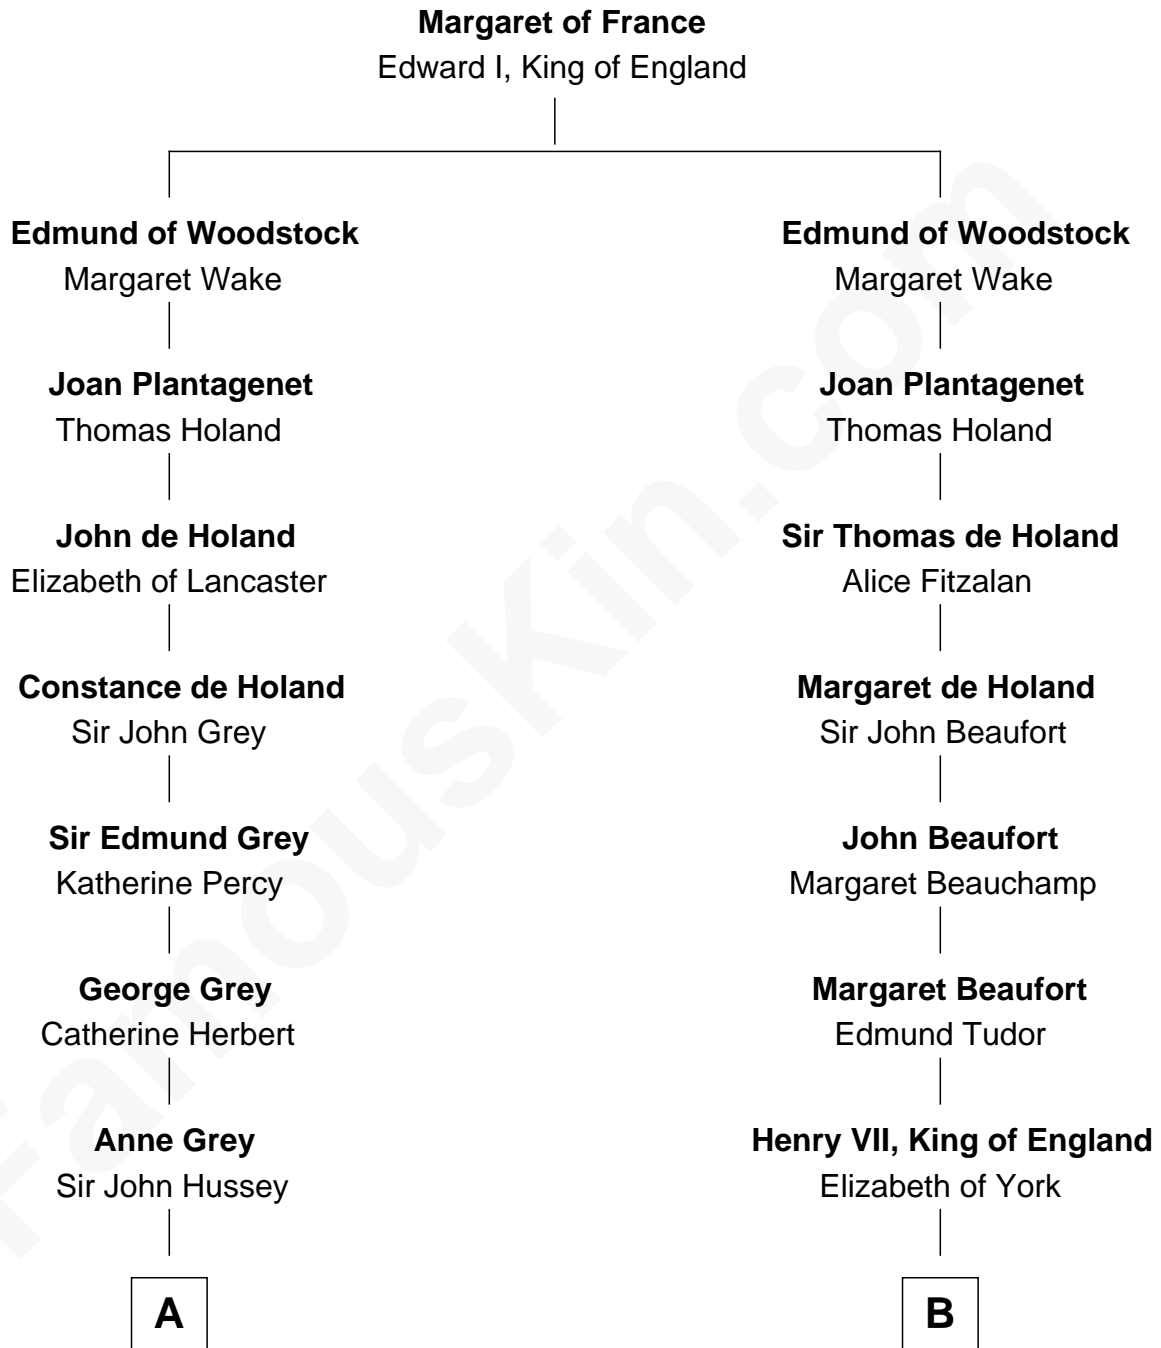 Margaret of France
Edward I, King of England
Edmund of Woodstock
Margaret Wake
Edmund of Woodstock
Margaret Wake
Joan Plantagenet
Thomas Holand
Joan Plantagenet
Thomas Holand
John de Holand
Elizabeth of Lancaster
Sir Thomas de Holand
Alice Fitzalan
Constance de Holand
Sir John Grey
Margaret de Holand
Sir John Beaufort
Sir Edmund Grey
Katherine Percy
John Beaufort
Margaret Beauchamp
George Grey
Catherine Herbert
Margaret Beaufort
Edmund Tudor
Anne Grey
Sir John Hussey
Henry VII, King of England
Elizabeth of York
A
B
FamousKin.com